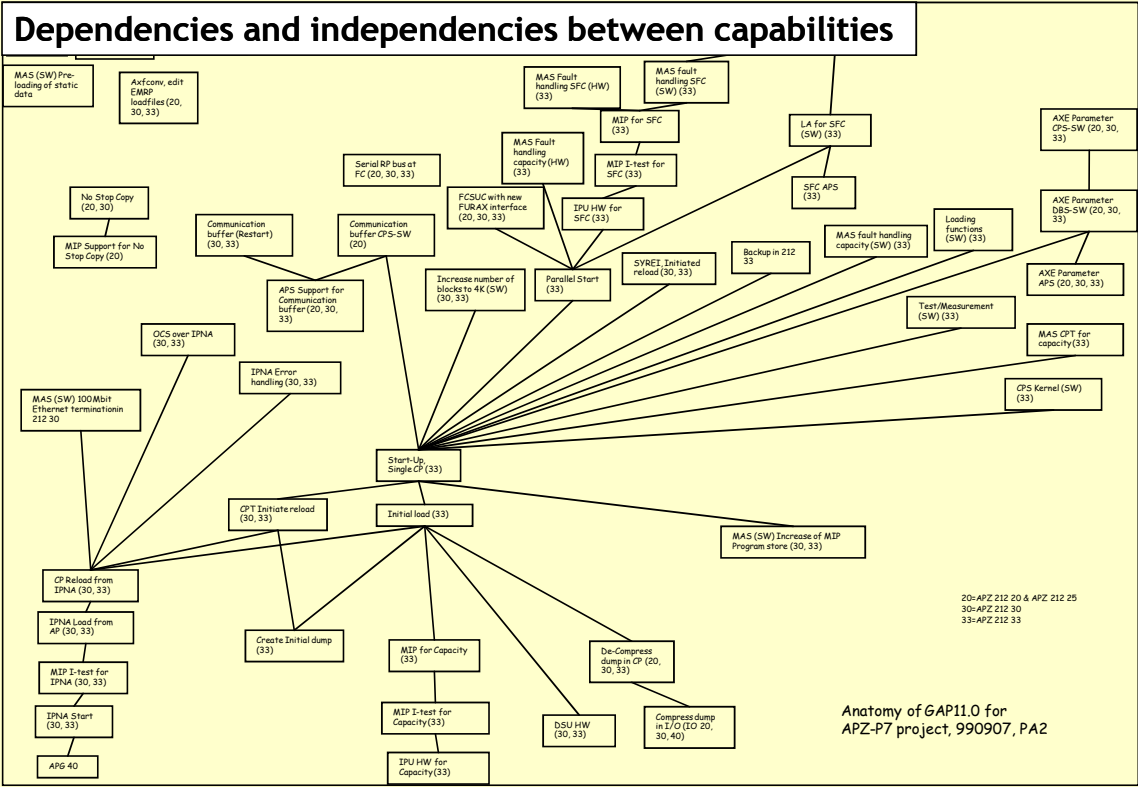 Dependencies and independencies between capabilities
MAS (SW) Pre-
loading of static
data
Axfconv, edit
EMRP
loadfiles (20,
30, 33)
MAS Fault
handling SFC (HW)
(33)
MAS fault
handling SFC
(SW) (33)
MIP for SFC
(33)
LA for SFC
(SW) (33)
AXE Parameter
CPS-SW (20, 30,
33)
MAS Fault
handling
capacity (HW)
(33)
Serial RP bus at
FC (20, 30, 33)
MIP I-test for
SFC (33)
SFC APS
(33)
No Stop Copy
(20, 30)
FCSUC with new
FURAX interface
(20, 30, 33)
IPU HW for
SFC (33)
AXE Parameter
DBS-SW (20, 30,
33)
MIP Support for No
Stop Copy (20)
Communication
buffer (Restart)
(30, 33)
Communication
buffer CPS-SW
(20)
MAS fault handling
capacity (SW) (33)
Loading
functions
(SW) (33)
Backup in 212
33
SYREI, Initiated
reload (30, 33)
AXE Parameter
APS (20, 30, 33)
APS Support for
Communication
buffer (20, 30,
33)
Increase number of
blocks to 4K (SW)
(30, 33)
Parallel Start
(33)
Test/Measurement
(SW) (33)
OCS over IPNA
(30, 33)
MAS CPT for
capacity (33)
IPNA Error
handling (30, 33)
CPS Kernel (SW)
(33)
MAS (SW) 100Mbit
Ethernet terminationin
212 30
Start-Up,
Single CP (33)
CPT Initiate reload
(30, 33)
Initial load (33)
MAS (SW) Increase of MIP
Program store (30, 33)
CP Reload from
IPNA (30, 33)
20=APZ 212 20 & APZ 212 25
30=APZ 212 30
33=APZ 212 33
IPNA Load from
AP (30, 33)
Create Initial dump
(33)
MIP for Capacity
(33)
De-Compress
dump in CP (20,
30, 33)
MIP I-test for
IPNA (30, 33)
IPNA Start
(30, 33)
MIP I-test for
Capacity (33)
DSU HW
(30, 33)
Compress dump
in I/O (IO 20,
30, 40)
Anatomy of GAP11.0 for
APZ-P7 project, 990907, PA2
APG 40
IPU HW for
Capacity (33)